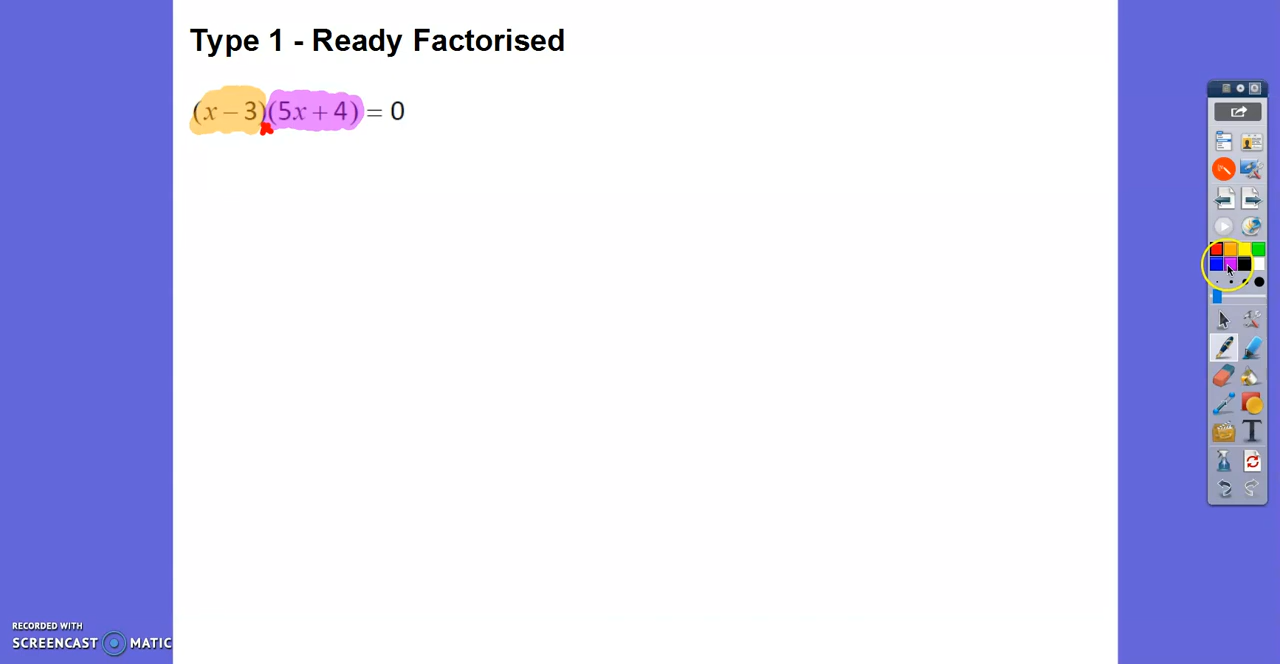 Type 1 - Ready Factorised
(x – 3)(5x + 4) = 0
T
RECORDED WITH
SCREENCAST MATIC